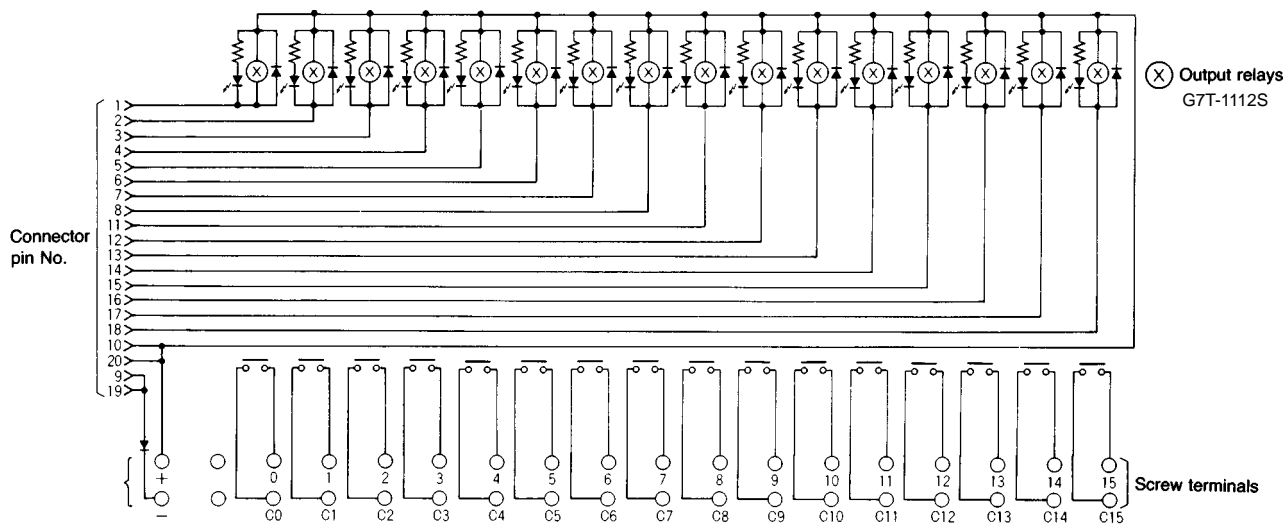 X X X X X X X X X X X X X X X X
X Output relays
G7T-1112S
1
2
3
4
5
6
7
8
11
12
13
14
15
16
17
18
10
20
9
19
Connector
pin No.
+ 0 1 2 3 4 5 6 7 8 9 10 11 12 13 14 15
Screw terminals
− C0 C1 C2 C3 C4 C5 C6 C7 C8 C9 C10 C11 C12 C13 C14 C15